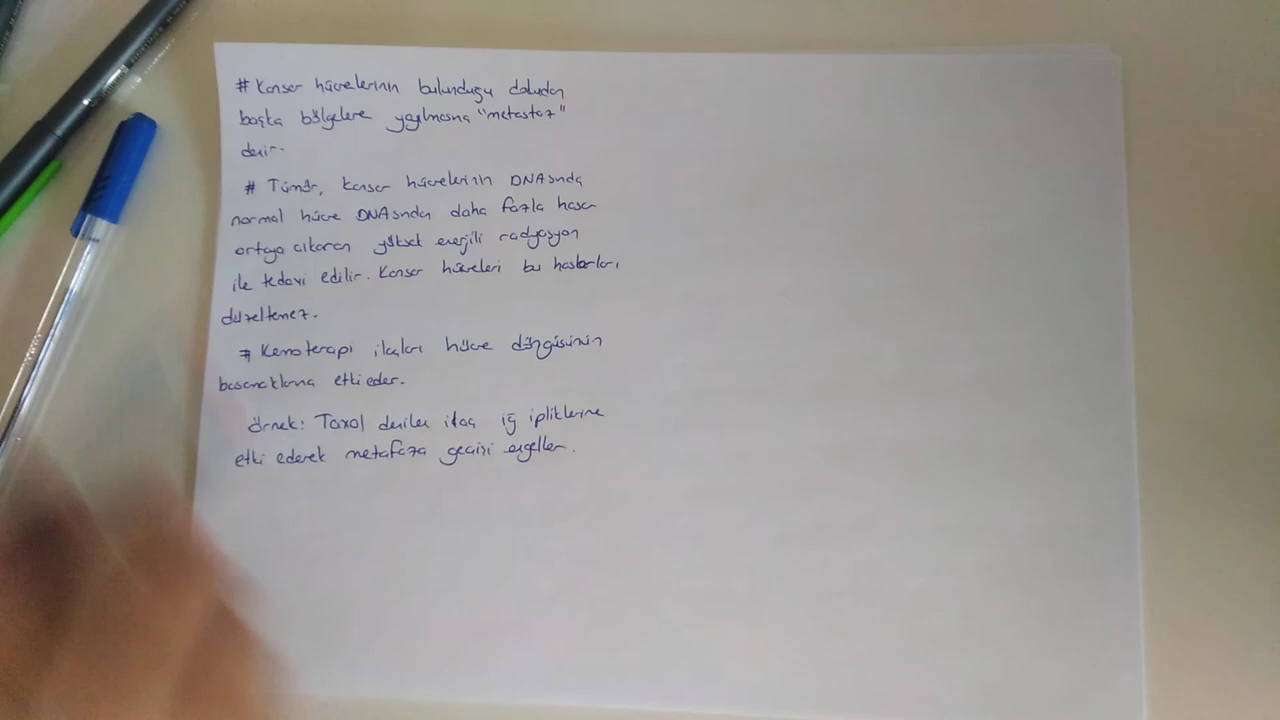 # Kanser hücrelerinin bulunduğu dokudan
başka bölgelere yayılmasına "metastaz"
denir.
# Tümör, kanser hücrelerinin DNAsında
normal hücre DNAsından daha fazla hasar
ortaya çıkaran yüksek enerjili radyasyon
ile tedavi edilir. Kanser hücreleri bu hasarları
düzeltemez.
# Kemoterapi ilaçları hücre döngüsünün
basamaklarına etki eder.
Örnek: Taxol denilen ilaç iğ ipliklerine
etki ederek metafaza geçişi engeller.